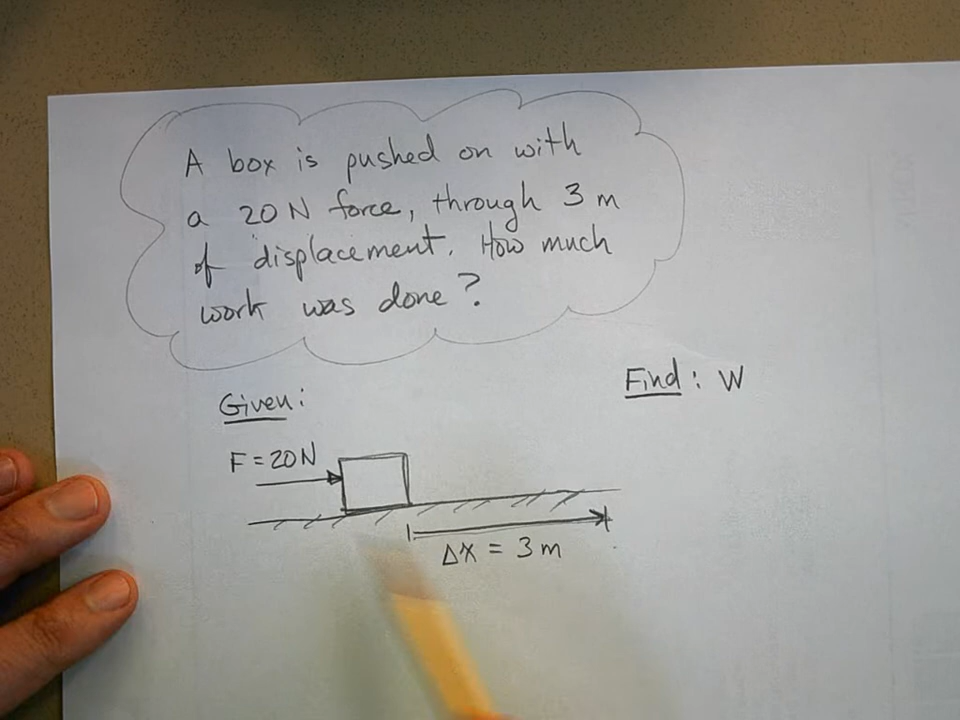 A box is pushed on with
a 20 N force, through 3 m
of displacement. How much
work was done?
Given:
Find: W
F = 20 N
Δx = 3 m